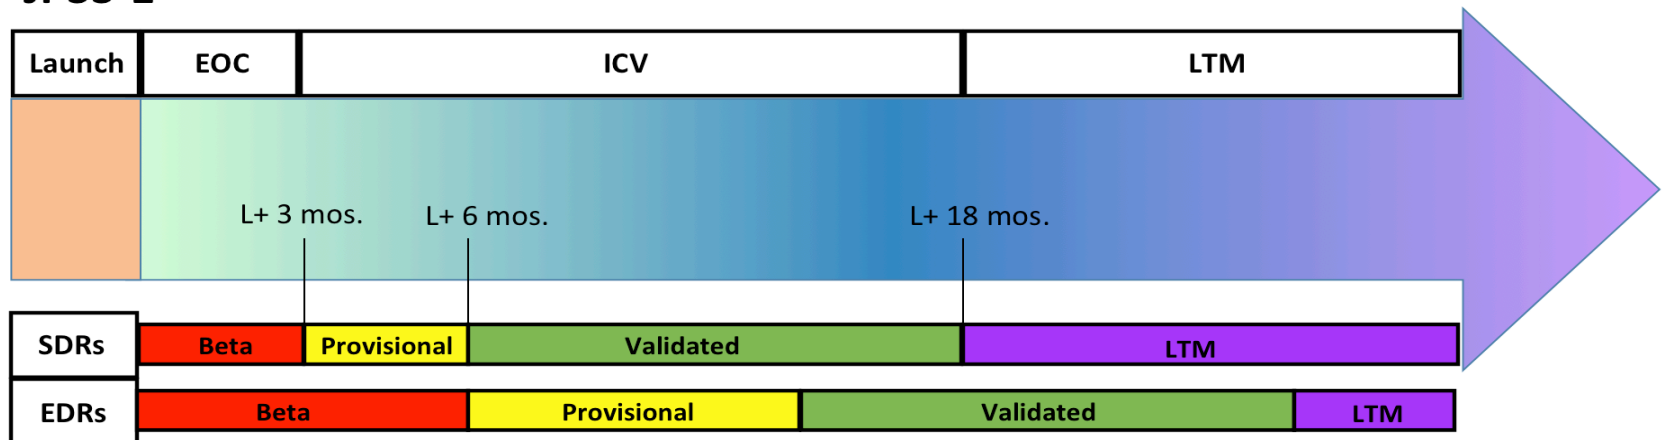 Launch EOC ICV LTM
L+ 3 mos. L+ 6 mos. L+ 18 mos.
SDRs Beta Provisional Validated LTM
EDRs Beta Provisional Validated LTM